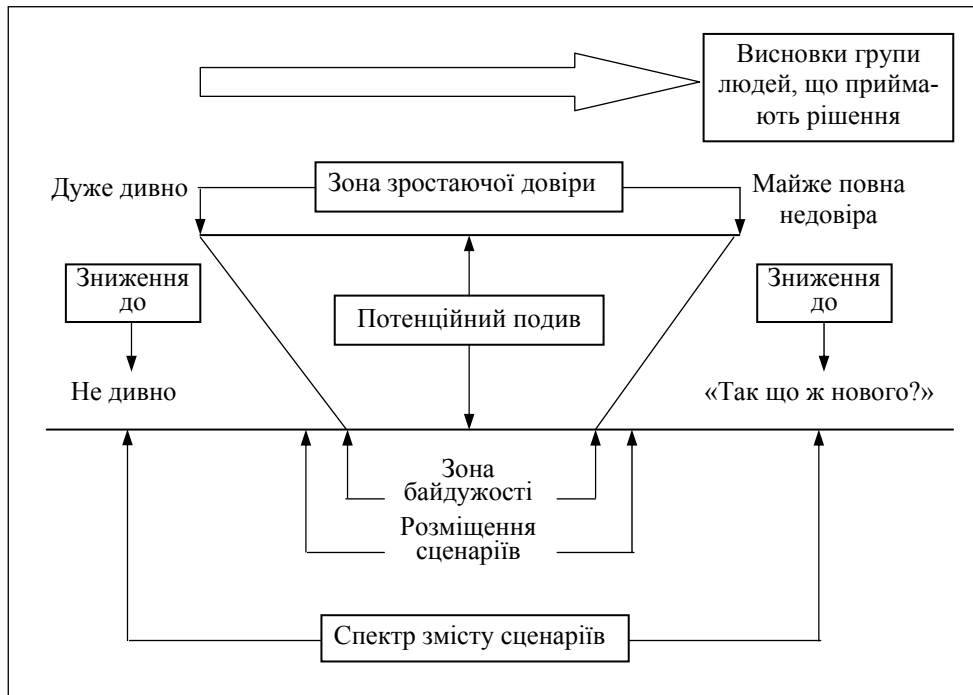 Висновки групи
людей, що прийма-
ють рішення
Дуже дивно
Зона зростаючої довіри
Майже повна
недовіра
Зниження
до
Потенційний подив
Зниження
до
Не дивно
«Так що ж нового?»
Зона
байдужості
Розміщення
сценаріїв
Спектр змісту сценаріїв